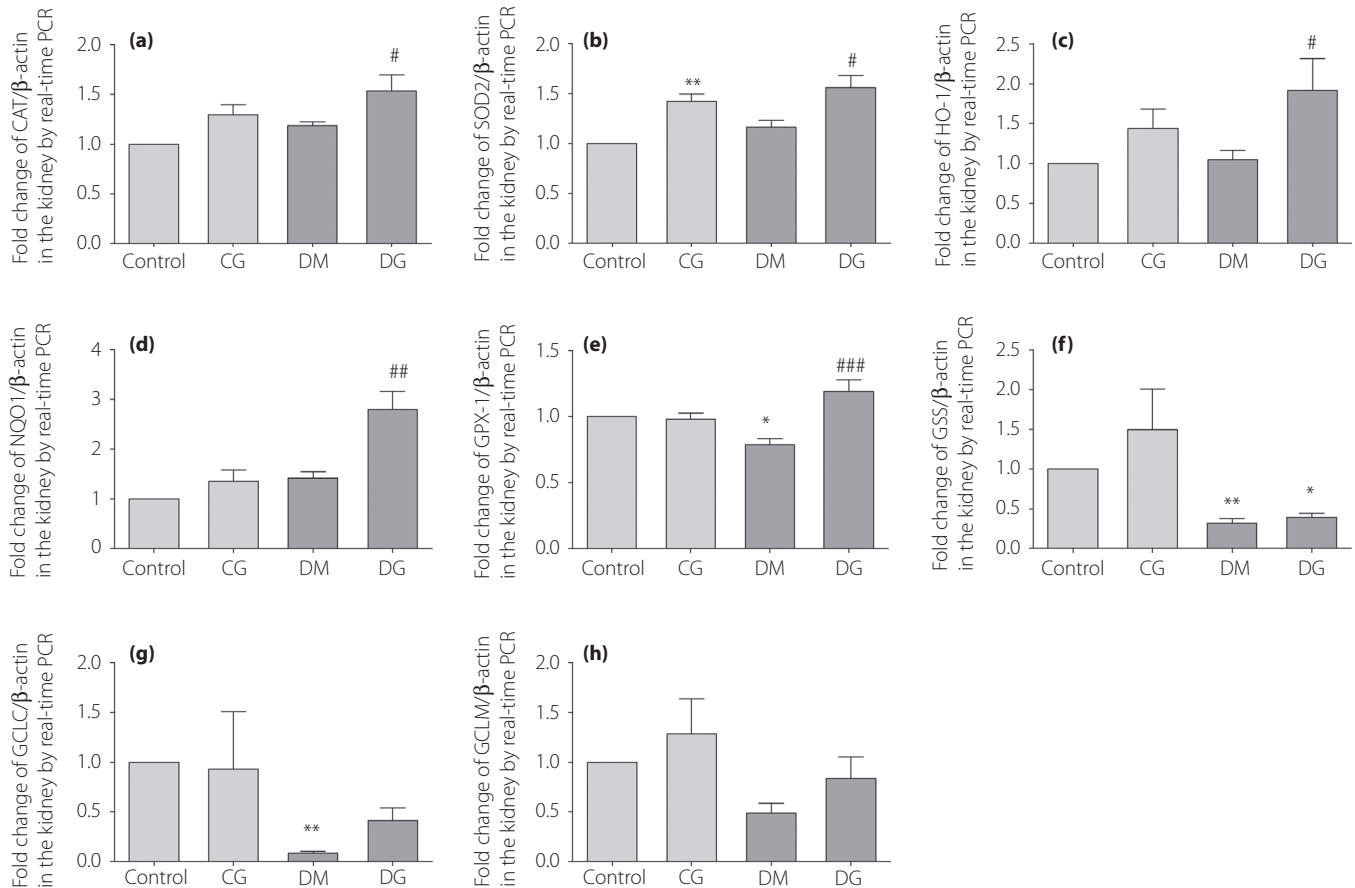 (a)
Fold change of CAT/β-actin
in the kidney by real-time PCR
2.0
1.5
1.0
0.5
0.0
#
Control CG DM DG
(b)
Fold change of SOD2/β-actin
in the kidney by real-time PCR
2.0
1.5
1.0
0.5
0.0
** #
Control CG DM DG
(c)
Fold change of HO-1/β-actin
in the kidney by real-time PCR
2.5
2.0
1.5
1.0
0.5
0.0
#
Control CG DM DG
(d)
Fold change of NQO1/β-actin
in the kidney by real-time PCR
4
3
2
1
0
##
Control CG DM DG
(e)
Fold change of GPX-1/β-actin
in the kidney by real-time PCR
1.5
1.0
0.5
0.0
* ###
Control CG DM DG
(f)
Fold change of GSS/β-actin
in the kidney by real-time PCR
2.5
2.0
1.5
1.0
0.5
0.0
** *
Control CG DM DG
(g)
Fold change of GCLC/β-actin
in the kidney by real-time PCR
2.0
1.5
1.0
0.5
0.0
**
Control CG DM DG
(h)
Fold change of GCLM/β-actin
in the kidney by real-time PCR
2.0
1.5
1.0
0.5
0.0
Control CG DM DG